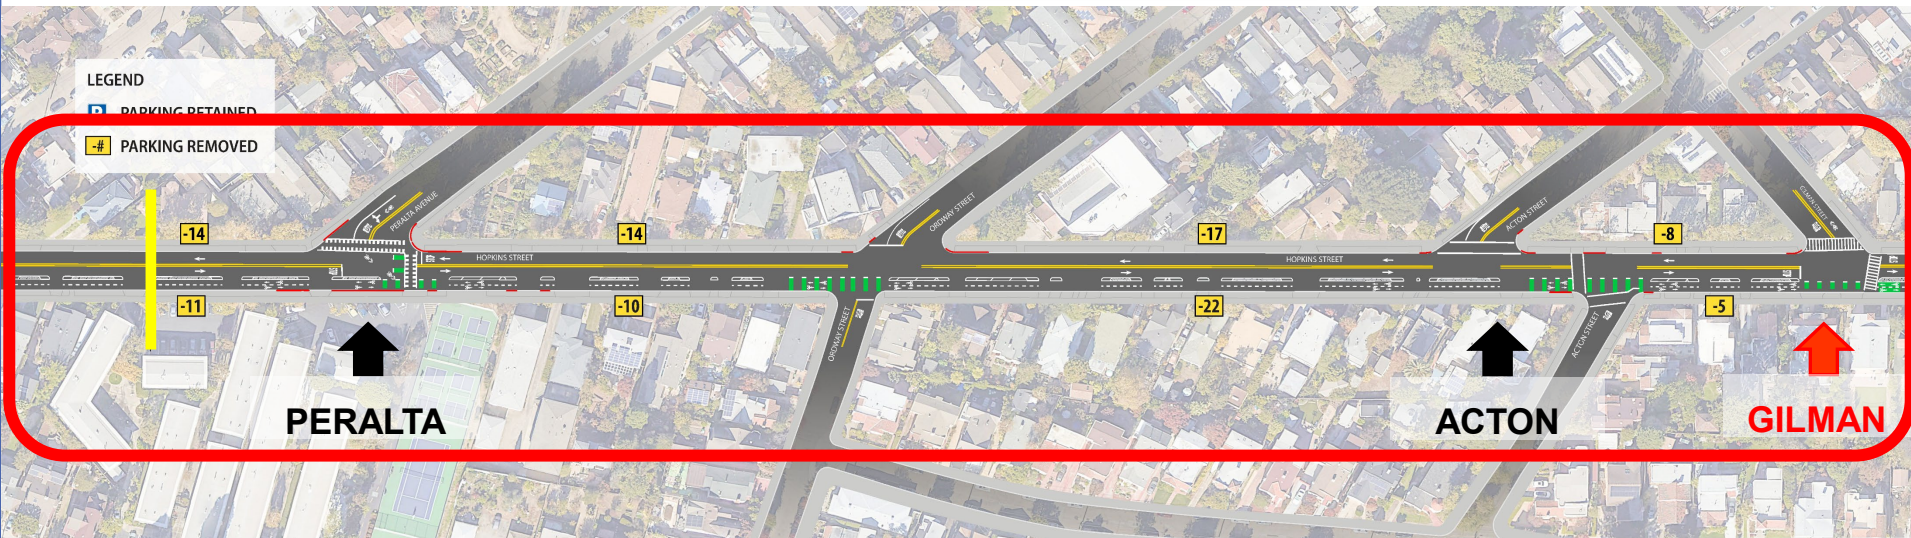 LEGEND
P PARKING RETAINED
-# PARKING REMOVED
PERALTA AVENUE
ORDWAY STREET
ACTON STREET
GILMAN STREET
-14
-14
-17
-8
HOPKINS STREET
HOPKINS STREET
-11
-10
-22
-5
ORDWAY STREET
ACTON STREET
PERALTA
ACTON
GILMAN